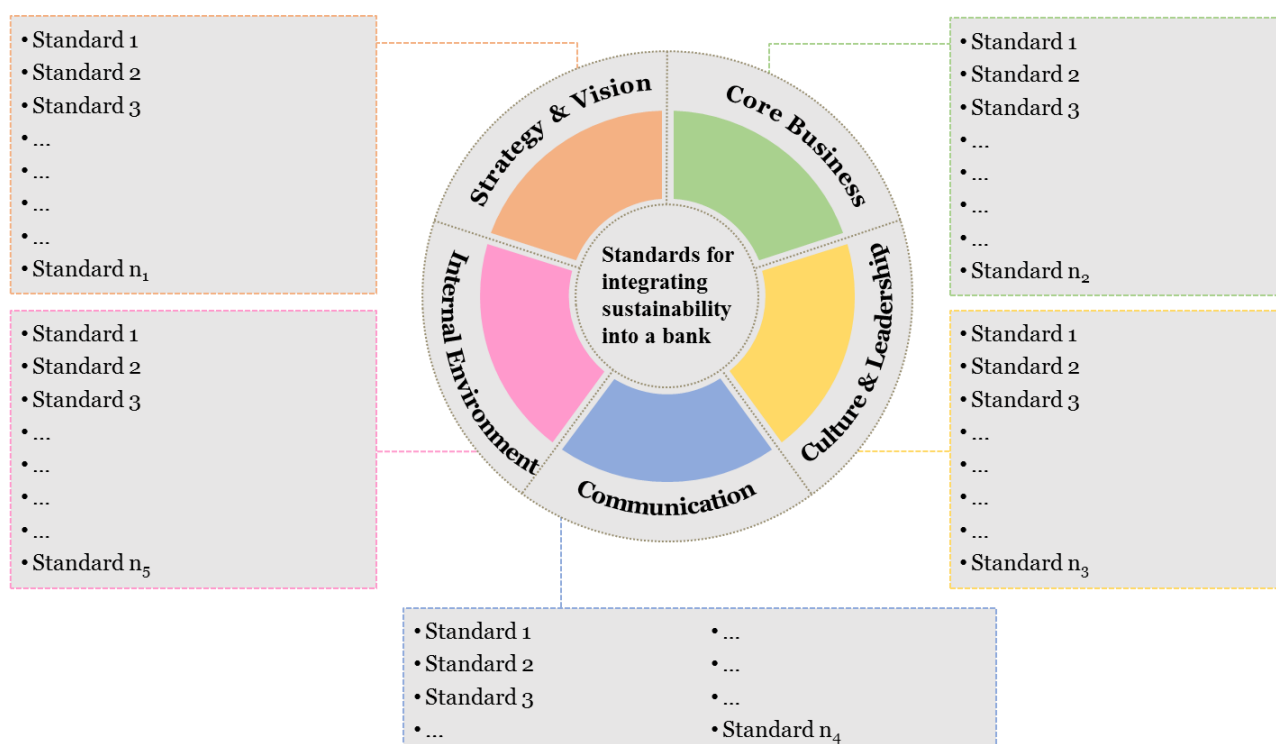 • Standard 1
• Standard 2
• Standard 3
• ...
• ...
• ...
• ...
• Standard n₁
• Standard 1
• Standard 2
• Standard 3
• ...
• ...
• ...
• ...
• Standard n₂
Strategy & Vision
Core Business
Culture & Leadership
Communication
Internal Environment
Standards for
integrating
sustainability
into a bank
• Standard 1
• Standard 2
• Standard 3
• ...
• ...
• ...
• ...
• Standard n₅
• Standard 1
• Standard 2
• Standard 3
• ...
• ...
• ...
• ...
• Standard n₃
• Standard 1
• Standard 2
• Standard 3
• ...
• ...
• ...
• ...
• Standard n₄